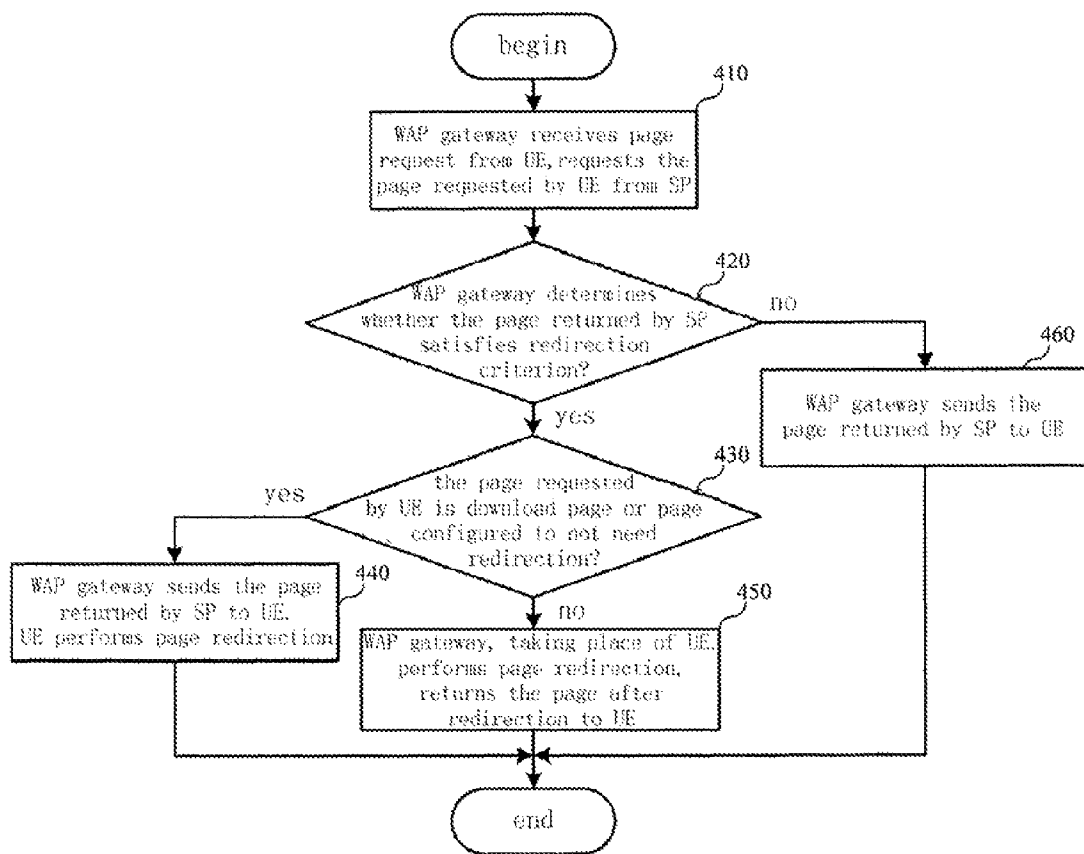 begin
410
WAP gateway receives page
request from UE, requests the
page requested by UE from SP
420
WAP gateway determines
whether the page returned by SP
satisfies redirection
criterion?
no
460
WAP gateway sends the
page returned by SP to UE
yes
430
the page requested
by UE is download page or page
configured to not need
redirection?
yes
440
WAP gateway sends the page
returned by SP to UE.
UE performs page redirection
no
450
WAP gateway, taking place of UE,
performs page redirection,
returns the page after
redirection to UE
end